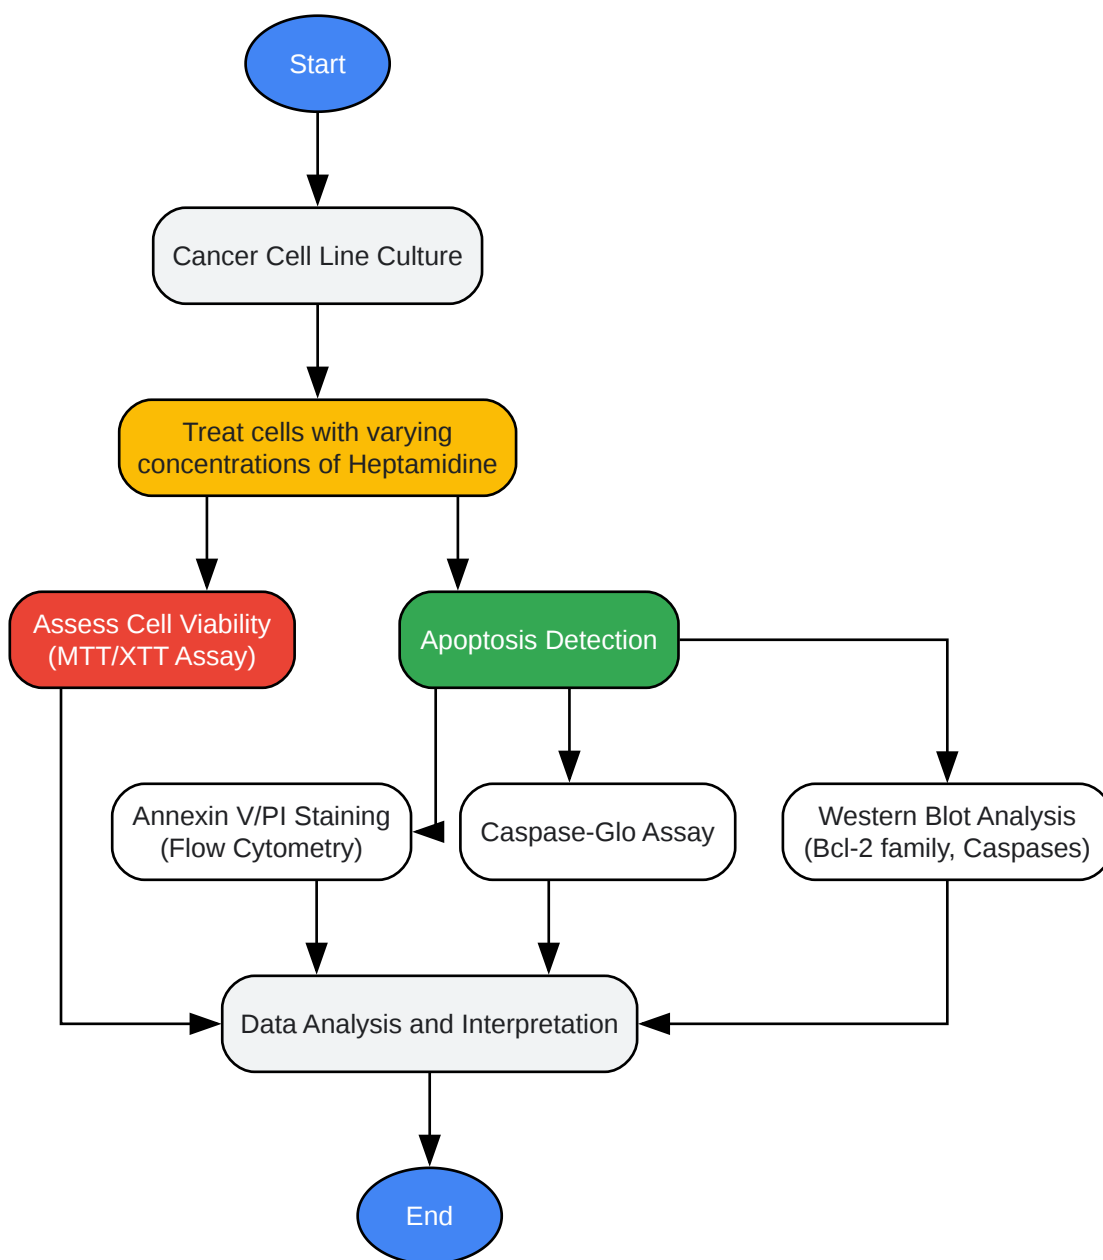 Start
Cancer Cell Line Culture
Treat cells with varying
concentrations of Heptamidine
Assess Cell Viability
(MTT/XTT Assay)
Apoptosis Detection
Annexin V/PI Staining
(Flow Cytometry)
Caspase-Glo Assay
Western Blot Analysis
(Bcl-2 family, Caspases)
Data Analysis and Interpretation
End